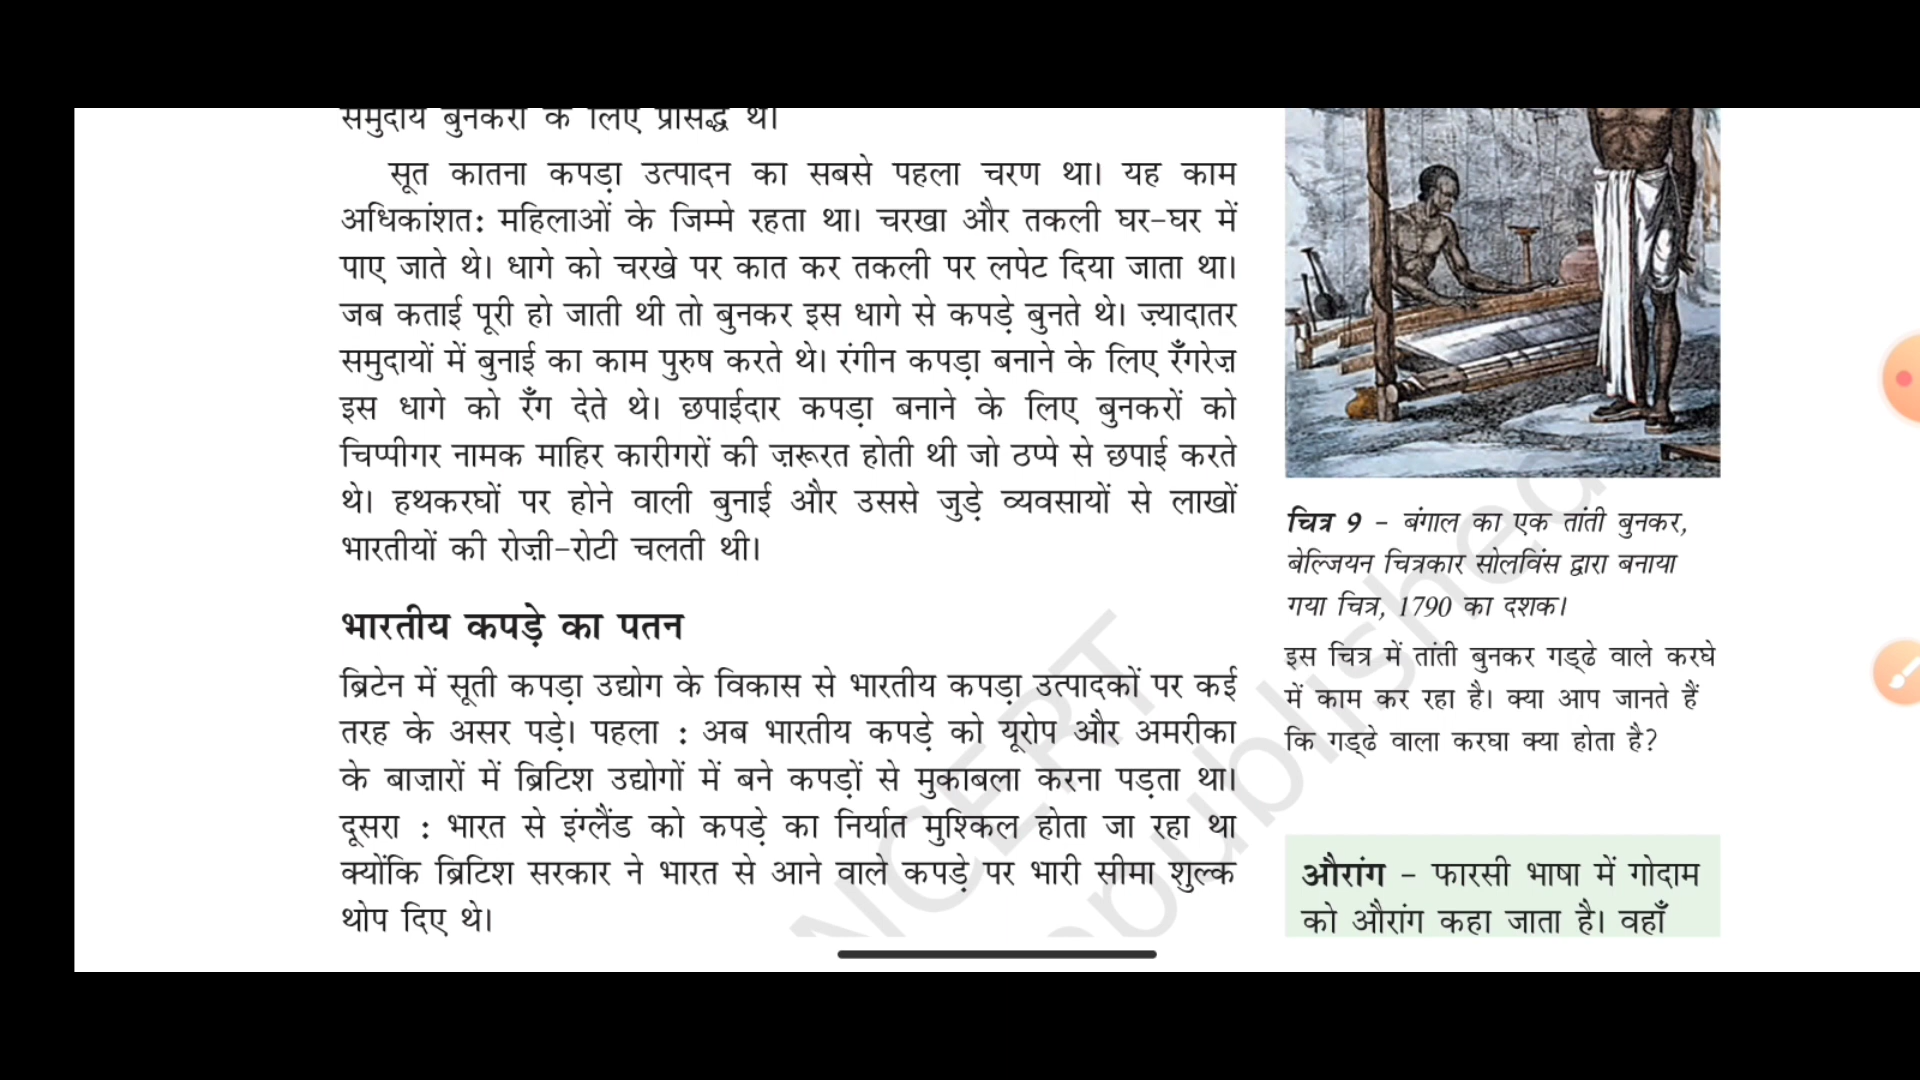 समुदाय बुनकरों के लिए प्रसिद्ध थे।
सूत कातना कपड़ा उत्पादन का सबसे पहला चरण था। यह काम
अधिकांशत: महिलाओं के जिम्मे रहता था। चरखा और तकली घर-घर में
पाए जाते थे। धागे को चरखे पर कात कर तकली पर लपेट दिया जाता था।
जब कताई पूरी हो जाती थी तो बुनकर इस धागे से कपड़े बुनते थे। ज़्यादातर
समुदायों में बुनाई का काम पुरुष करते थे। रंगीन कपड़ा बनाने के लिए रँगरेज़
इस धागे को रँग देते थे। छपाईदार कपड़ा बनाने के लिए बुनकरों को
चिप्पीगर नामक माहिर कारीगरों की ज़रूरत होती थी जो ठप्पे से छपाई करते
थे। हथकरघों पर होने वाली बुनाई और उससे जुड़े व्यवसायों से लाखों
भारतीयों की रोज़ी-रोटी चलती थी।
भारतीय कपड़े का पतन
ब्रिटेन में सूती कपड़ा उद्योग के विकास से भारतीय कपड़ा उत्पादकों पर कई
तरह के असर पड़े। पहला : अब भारतीय कपड़े को यूरोप और अमरीका
के बाज़ारों में ब्रिटिश उद्योगों में बने कपड़ों से मुकाबला करना पड़ता था।
दूसरा : भारत से इंग्लैंड को कपड़े का निर्यात मुश्किल होता जा रहा था
क्योंकि ब्रिटिश सरकार ने भारत से आने वाले कपड़े पर भारी सीमा शुल्क
थोप दिए थे।
चित्र 9 - बंगाल का एक तांती बुनकर,
बेल्जियन चित्रकार सोलविंस द्वारा बनाया
गया चित्र, 1790 का दशक।
इस चित्र में तांती बुनकर गड्ढे वाले करघे
में काम कर रहा है। क्या आप जानते हैं
कि गड्ढे वाला करघा क्या होता है?
औरांग - फारसी भाषा में गोदाम
को औरांग कहा जाता है। वहाँ
NCERT
published